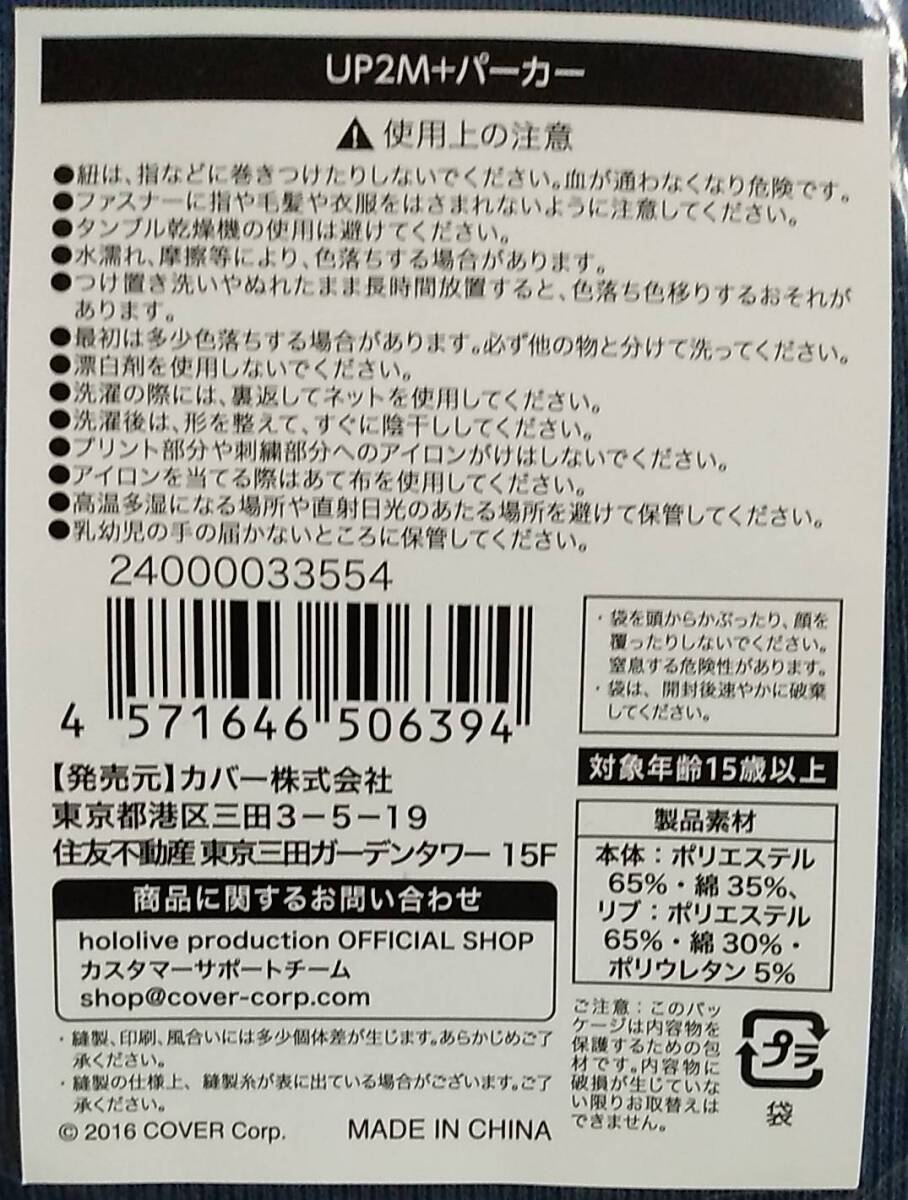 UP2M+パーカー
⚠使用上の注意
●紐は、指などに巻きつけたりしないでください。血が通わなくなり危険です。
●ファスナーに指や毛髪や衣服をはさまれないように注意してください。
●タンブル乾燥機の使用は避けてください。
●水濡れ、摩擦等により、色落ちする場合があります。
●つけ置き洗いやぬれたまま長時間放置すると、色落ち色移りするおそれが
あります。
●最初は多少色落ちする場合があります。必ず他の物と分けて洗ってください。
●漂白剤を使用しないでください。
●洗濯の際には、裏返してネットを使用してください。
●洗濯後は、形を整えて、すぐに陰干ししてください。
●プリント部分や刺繍部分へのアイロンがけはしないでください。
●アイロンを当てる際はあて布を使用してください。
●高温多湿になる場所や直射日光のあたる場所を避けて保管してください。
●乳幼児の手の届かないところに保管してください。
24000033554
4 571646 506394
【発売元】カバー株式会社
東京都港区三田3-5-19
住友不動産東京三田ガーデンタワー 15F
商品に関するお問い合わせ
hololive production OFFICIAL SHOP
カスタマーサポートチーム
shop@cover-corp.com
・縫製、印刷、風合いには多少個体差が生じます。あらかじめご了
承ください。
・縫製の仕様上、縫製糸が表に出ている場合がございます。ご了
承ください。
© 2016 COVER Corp. MADE IN CHINA
・袋を頭からかぶったり、顔を
覆ったりしないでください。
窒息する危険性があります。
・袋は、開封後速やかに破棄
してください。
対象年齢15歳以上
製品素材
本体：ポリエステル
65%・綿35%、
リブ：ポリエステル
65%・綿30%・
ポリウレタン5%
ご注意：このパッ
ケージは内容物を
保護するための包
材です。内容物に
破損が生じていな
い限りお取替えは
できません。
プラ
袋